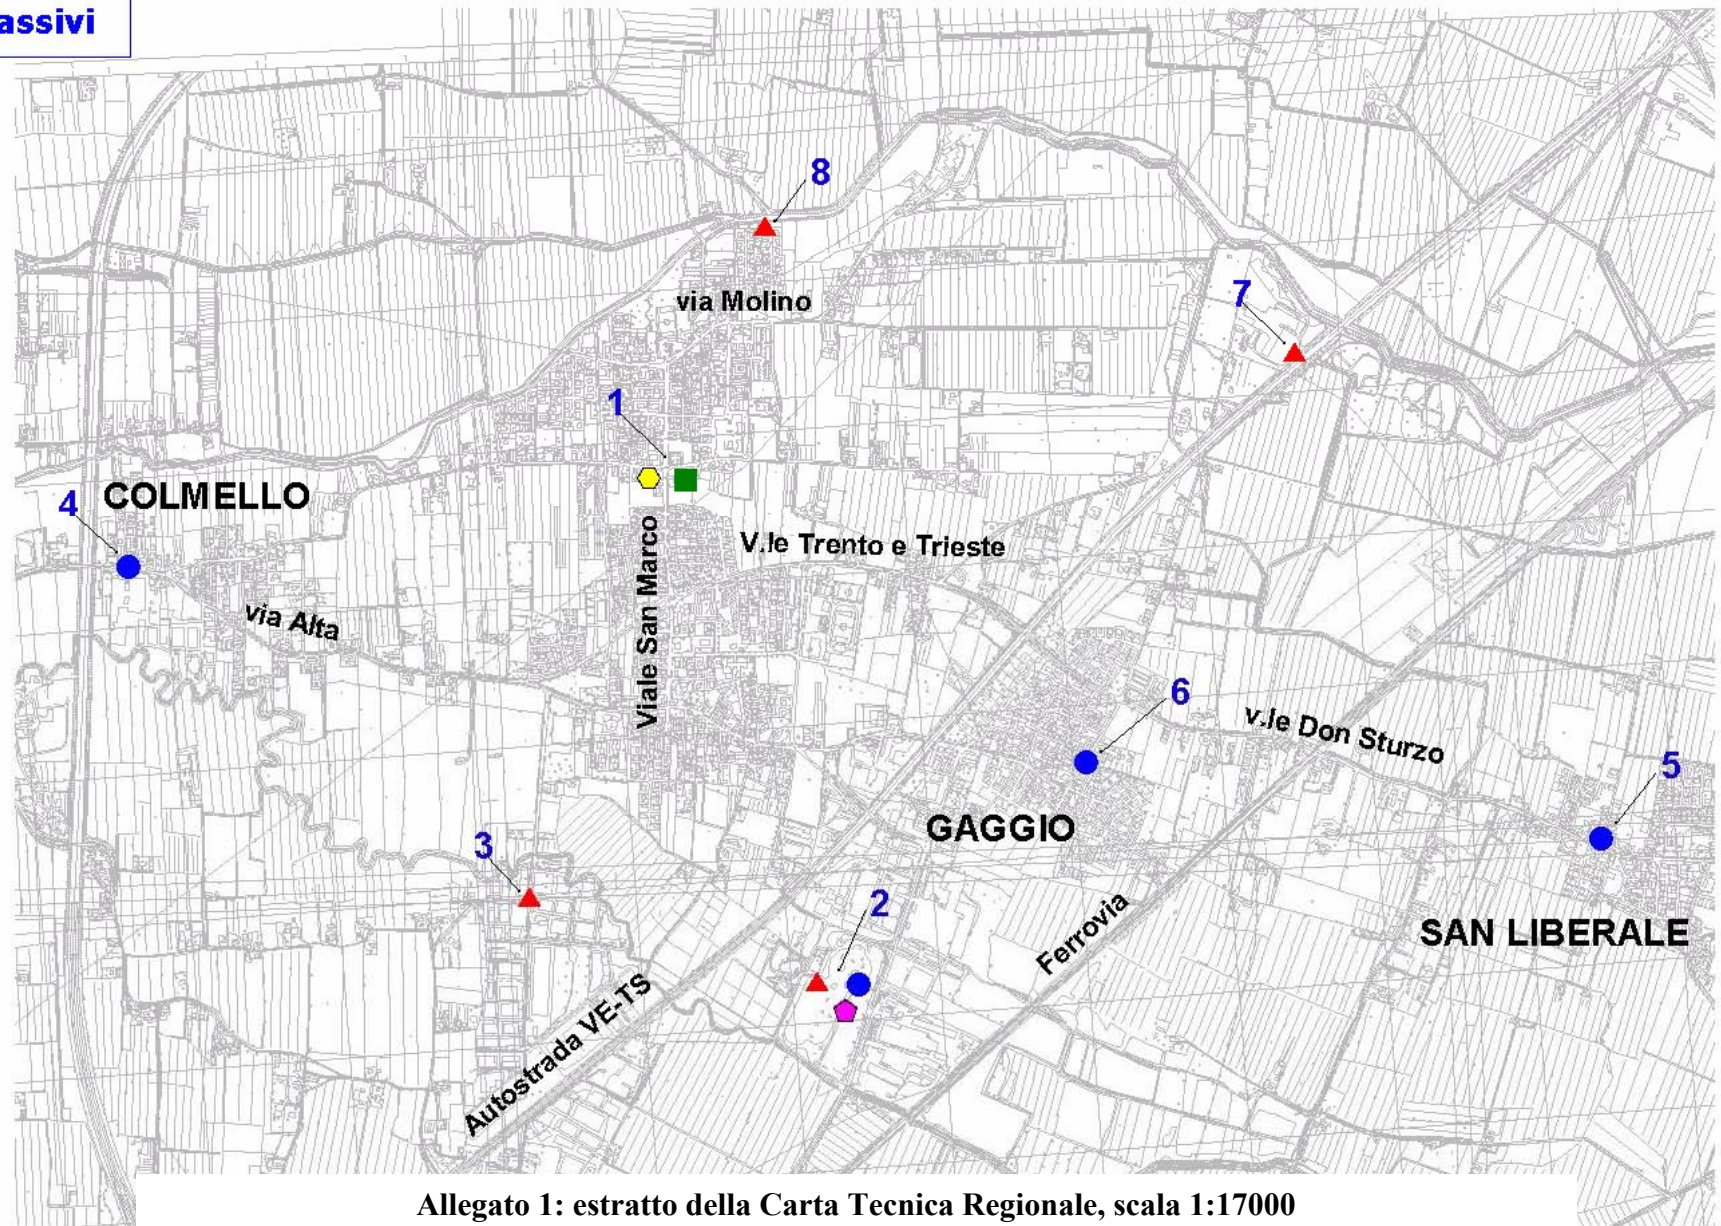 assivi
8
via Molino
7
1
4
COLMELLO
V.le Trento e Trieste
Viale San Marco
via Alta
6
v.le Don Sturzo
5
GAGGIO
3
2
SAN LIBERALE
Ferrovia
Autostrada VE-TS
Allegato 1: estratto della Carta Tecnica Regionale, scala 1:17000